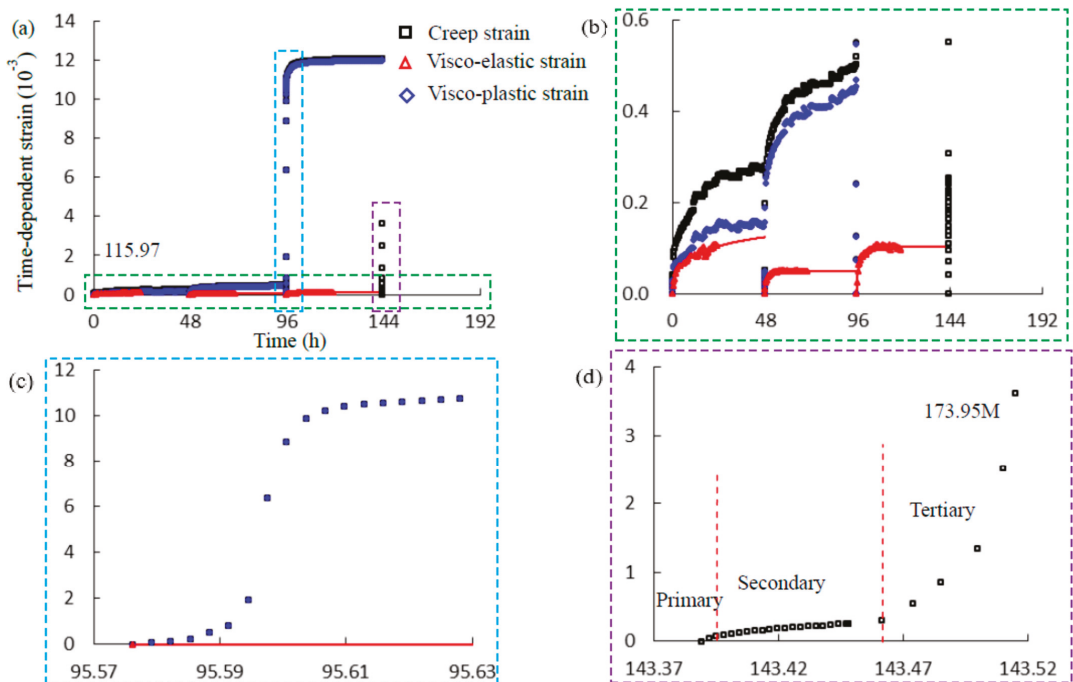 (a)
Time-dependent strain (10⁻³)
14
12
10
8
6
4
2
0
115.97
Creep strain
Visco-elastic strain
Visco-plastic strain
0 48 96 144 192
Time (h)
(b)
0.6
0.4
0.2
0.0
0 48 96 144 192
(c)
12
10
8
6
4
2
0
95.57 95.59 95.61 95.63
(d)
4
3
2
1
0
173.95M
Tertiary
Secondary
Primary
143.37 143.42 143.47 143.52